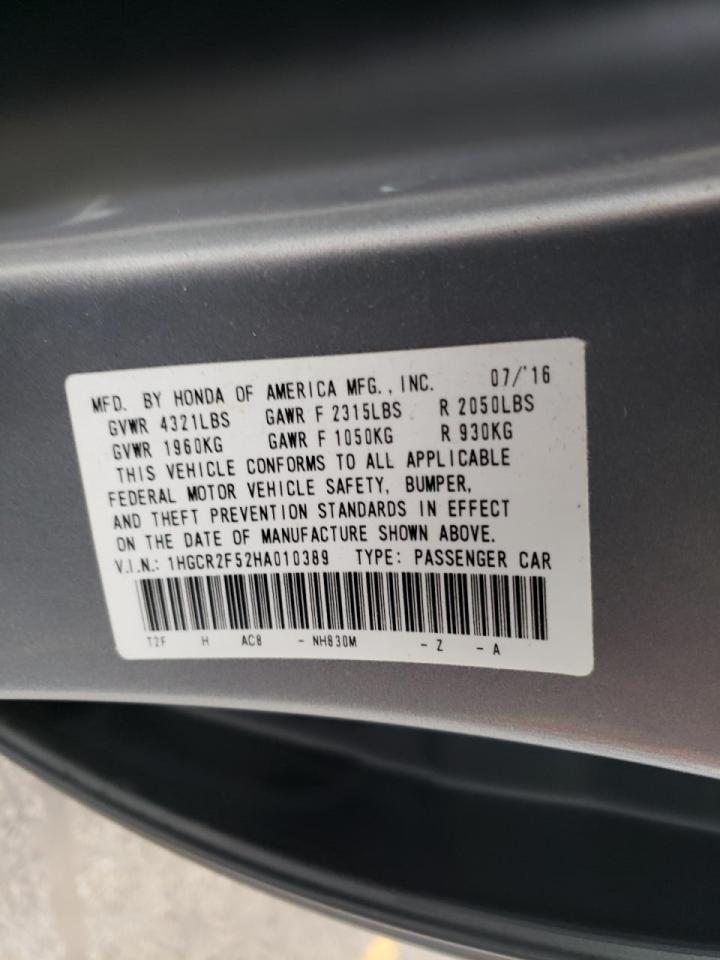 MFD. BY HONDA OF AMERICA MFG., INC. 07/'16
GVWR 4321LBS GAWR F 2315LBS R 2050LBS
GVWR 1960KG GAWR F 1050KG R 930KG
THIS VEHICLE CONFORMS TO ALL APPLICABLE
FEDERAL MOTOR VEHICLE SAFETY, BUMPER,
AND THEFT PREVENTION STANDARDS IN EFFECT
ON THE DATE OF MANUFACTURE SHOWN ABOVE.
V.I.N.: 1HGCR2F52HA010389 TYPE: PASSENGER CAR
T2F H AC8 - NH830M - Z - A